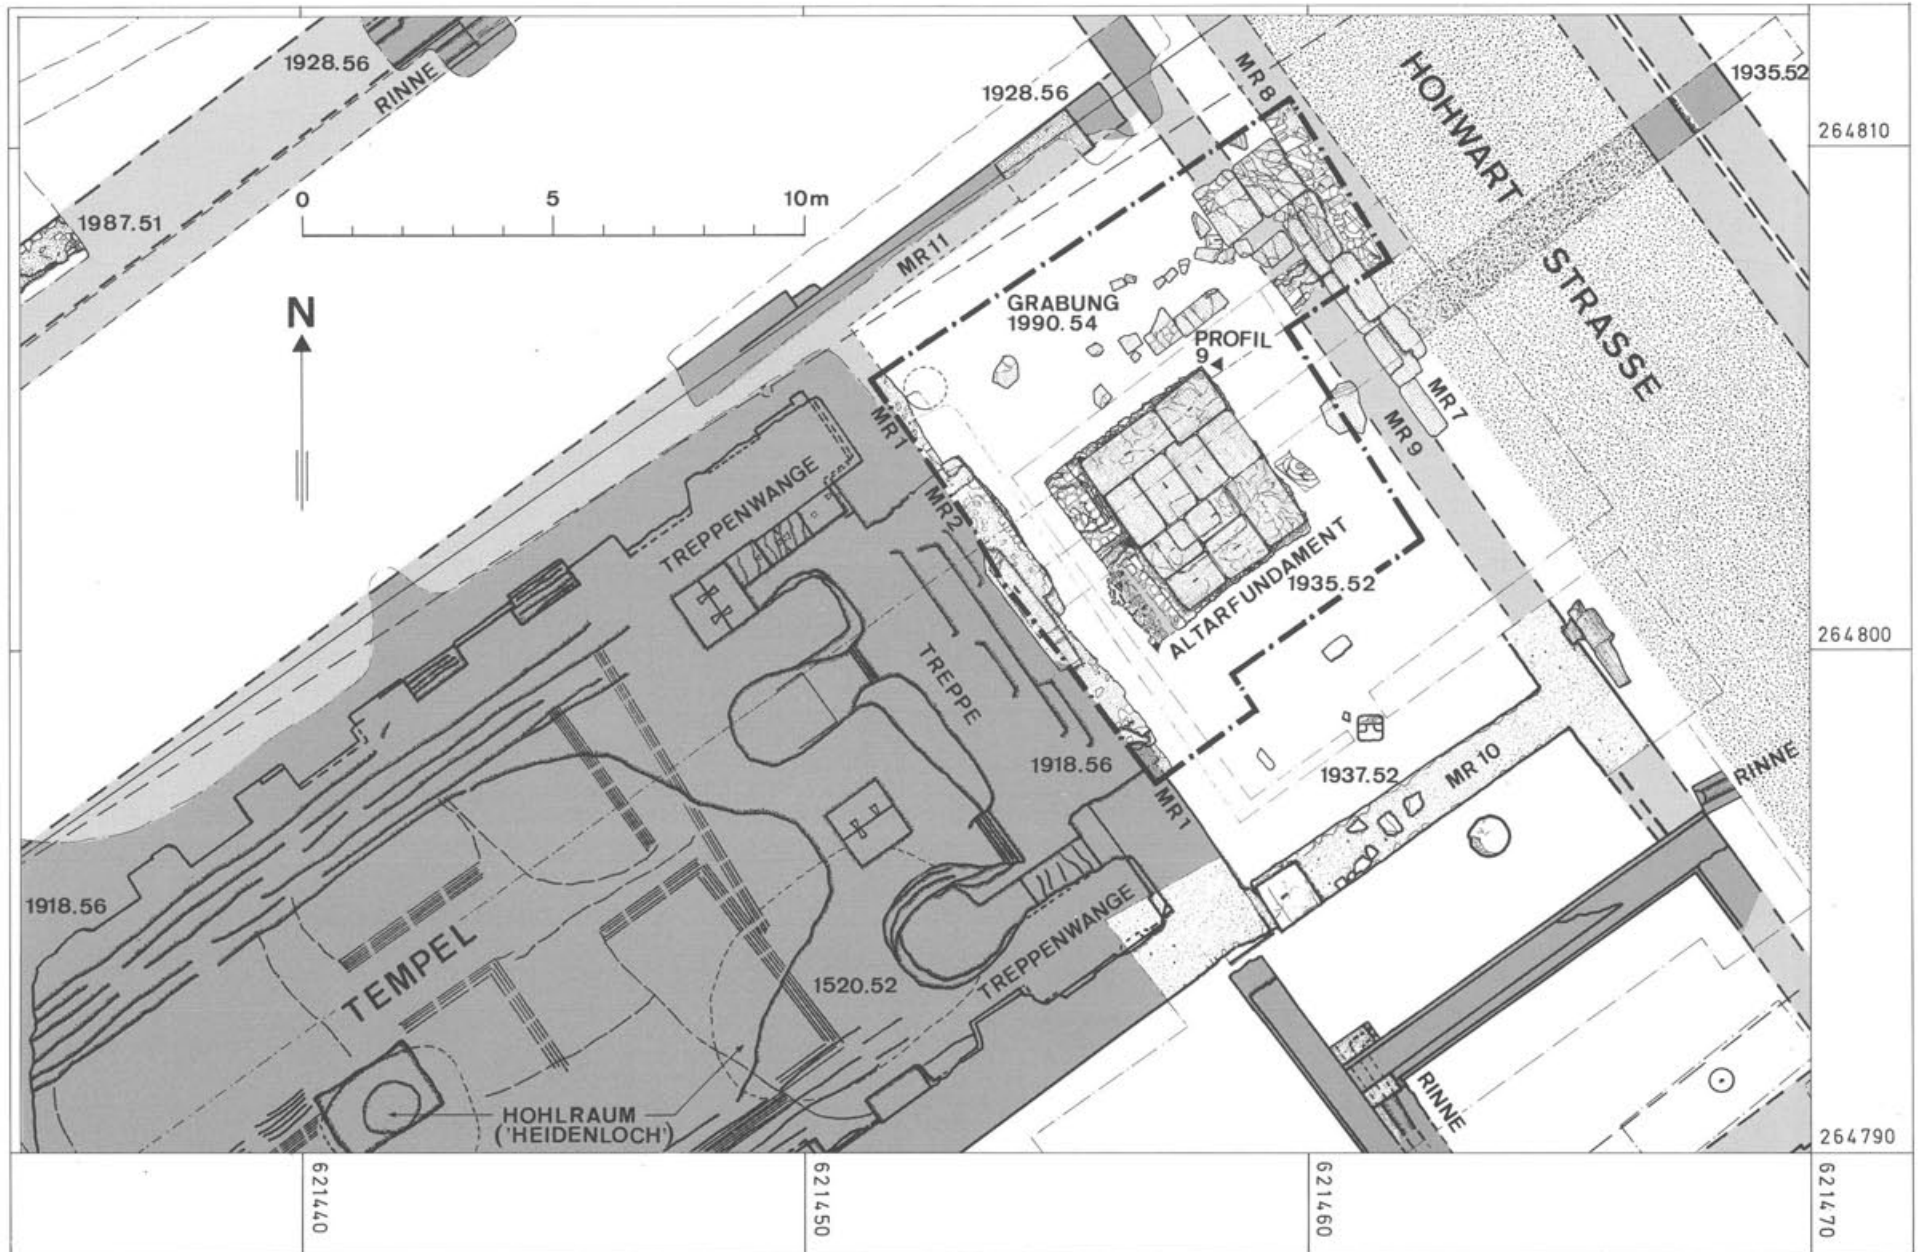 1928.56
RINNE
1987.51
0 5 10m
N
1928.56
MR 11
MR 8
HOHWART
STRASSE
1935.52
264810
GRABUNG
1990.54
PROFIL
9
MR 1
MR 2
MR 7
MR 9
TREPPENWANGE
ALTARFUNDAMENT
1935.52
264800
TREPPE
1918.56
1937.52
MR 10
RINNE
MR 1
1918.56
TEMPEL
1520.52
TREPPENWANGE
HOHLRAUM
('HEIDENLOCH')
RINNE
264790
621440
621450
621460
621470